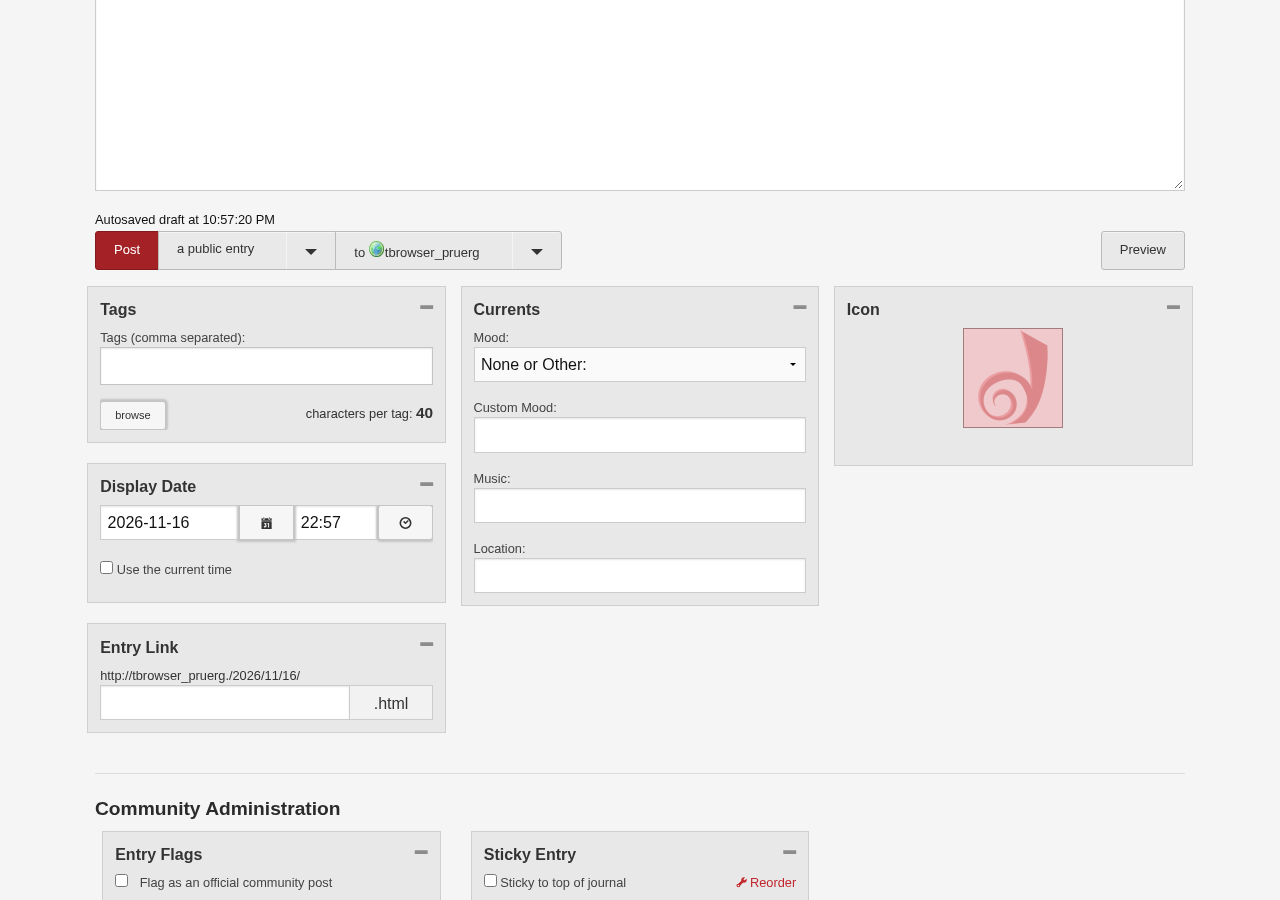 Autosaved draft at 10:57:20 PM
Post a public entry to tbrowser_pruerg Preview
Tags
Tags (comma separated):
browse characters per tag: 40
Display Date
2026-11-16 22:57
Use the current time
Entry Link
http://tbrowser_pruerg./2026/11/16/
.html
Currents
Mood:
None or Other:
Custom Mood:
Music:
Location:
Icon
Community Administration
Entry Flags
Flag as an official community post
Sticky Entry
Sticky to top of journal Reorder